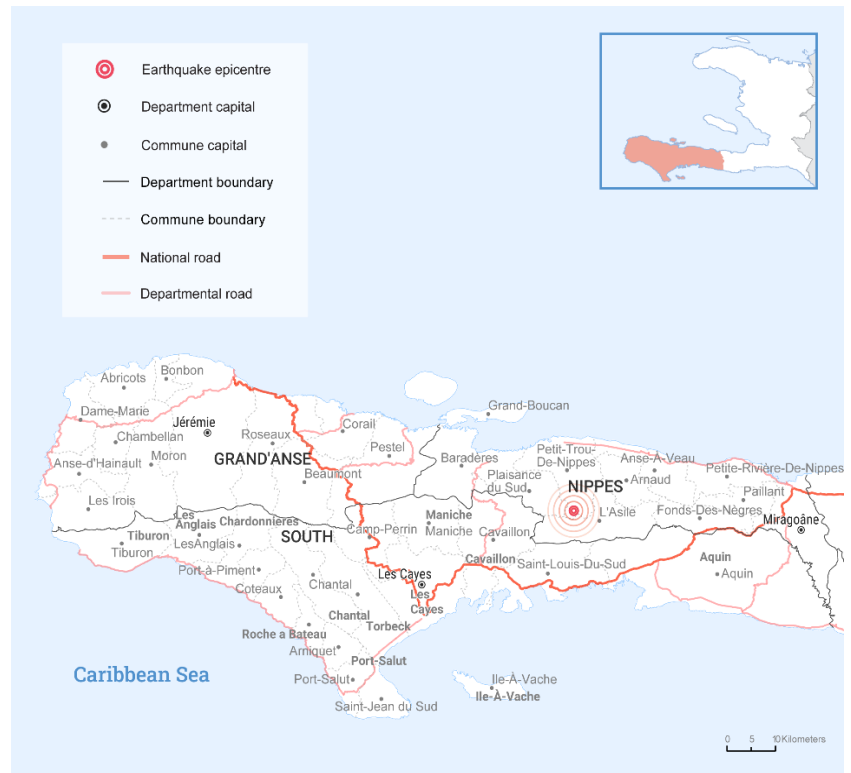 Earthquake epicentre
Department capital
Commune capital
Department boundary
Commune boundary
National road
Departmental road
Bonbon
Abricots
Grand-Boucan
Dame-Marie
Jérémie
Corail
Chambellan
Roseaux
Pestel
Petit-Trou-
De-Nippes
Anse-À-Veau
Moron
GRAND'ANSE
Baradères
Anse-d'Hainault
Beaumont
Plaisance
du Sud
NIPPES
Arnaud
Petite-Rivière-De-Nippes
Paillant
Les Irois
L'Asile
Fonds-Des-Nègres
Miragoâne
Les
Anglais
Chardonnières
Maniche
Maniche
Tiburon
Tiburon
LesAnglais
SOUTH
Camp-Perrin
Cavaillon
Cavaillon
Saint-Louis-Du-Sud
Aquin
Aquin
Port-à-Piment
Les Cayes
Les
Cayes
Coteaux
Chantal
Chantal
Torbeck
Roche a Bateau
Arniquet
Port-Salut
Port-Salut
Caribbean Sea
Ile-À-Vache
Ile-À-Vache
Saint-Jean du Sud
0 5 10Kilometers